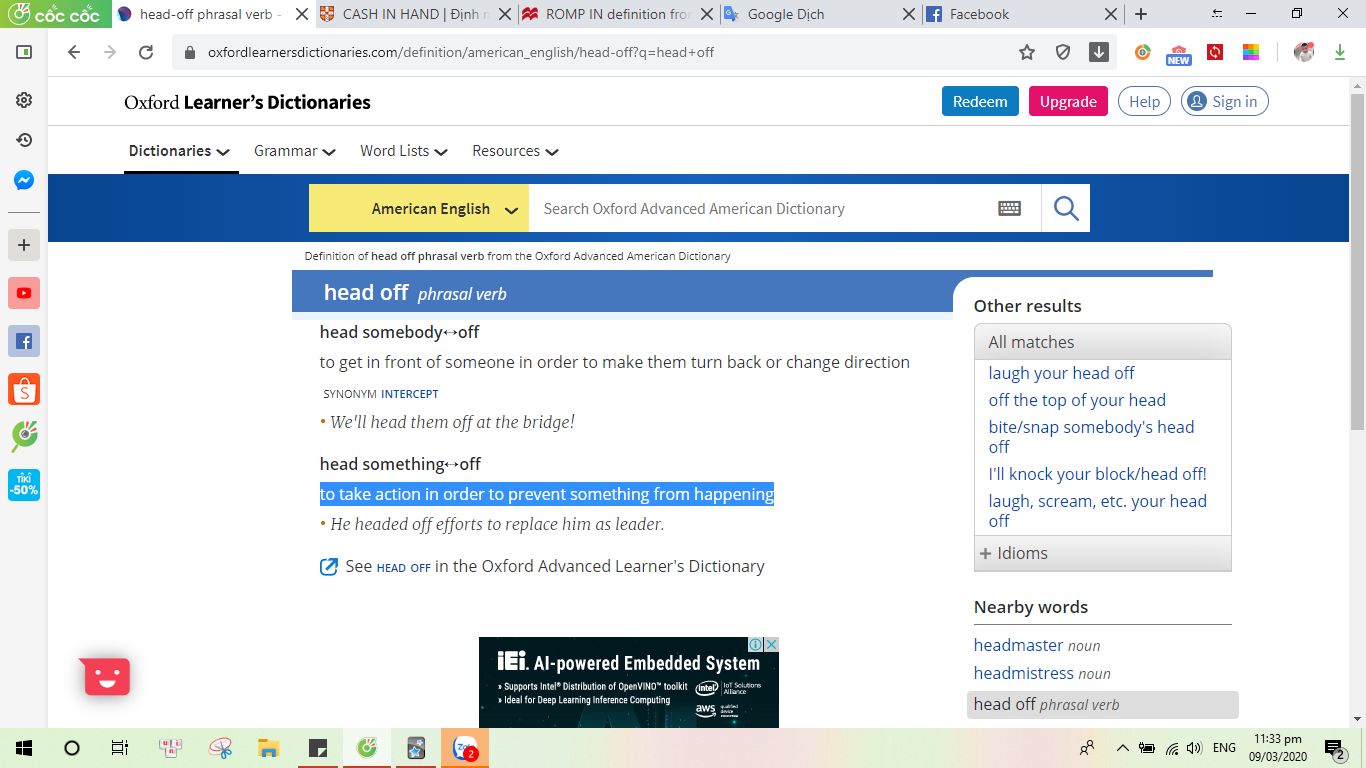 cốc cốc
head-off phrasal verb -
CASH IN HAND | Định n
ROMP IN definition from
Google Dịch
Facebook
oxfordlearnersdictionaries.com/definition/american_english/head-off?q=head+off
NEW
Oxford Learner's Dictionaries
Redeem
Upgrade
Help
Sign in
Dictionaries
Grammar
Word Lists
Resources
American English
Search Oxford Advanced American Dictionary
Definition of head off phrasal verb from the Oxford Advanced American Dictionary
head off phrasal verb
head somebody↔off
to get in front of someone in order to make them turn back or change direction
SYNONYM INTERCEPT
• We'll head them off at the bridge!
head something↔off
to take action in order to prevent something from happening
• He headed off efforts to replace him as leader.
See HEAD OFF in the Oxford Advanced Learner's Dictionary
Other results
All matches
laugh your head off
off the top of your head
bite/snap somebody's head
off
I'll knock your block/head off!
laugh, scream, etc. your head
off
+ Idioms
Nearby words
headmaster noun
headmistress noun
head off phrasal verb
TIKI
-50%
iEi. AI-powered Embedded System
» Supports Intel® Distribution of OpenVINO™ toolkit
» Ideal for Deep Learning Inference Computing
intel IoT Solutions
Alliance
aws qualified
device
Zalo
2
ENG
11:33 pm
09/03/2020
2